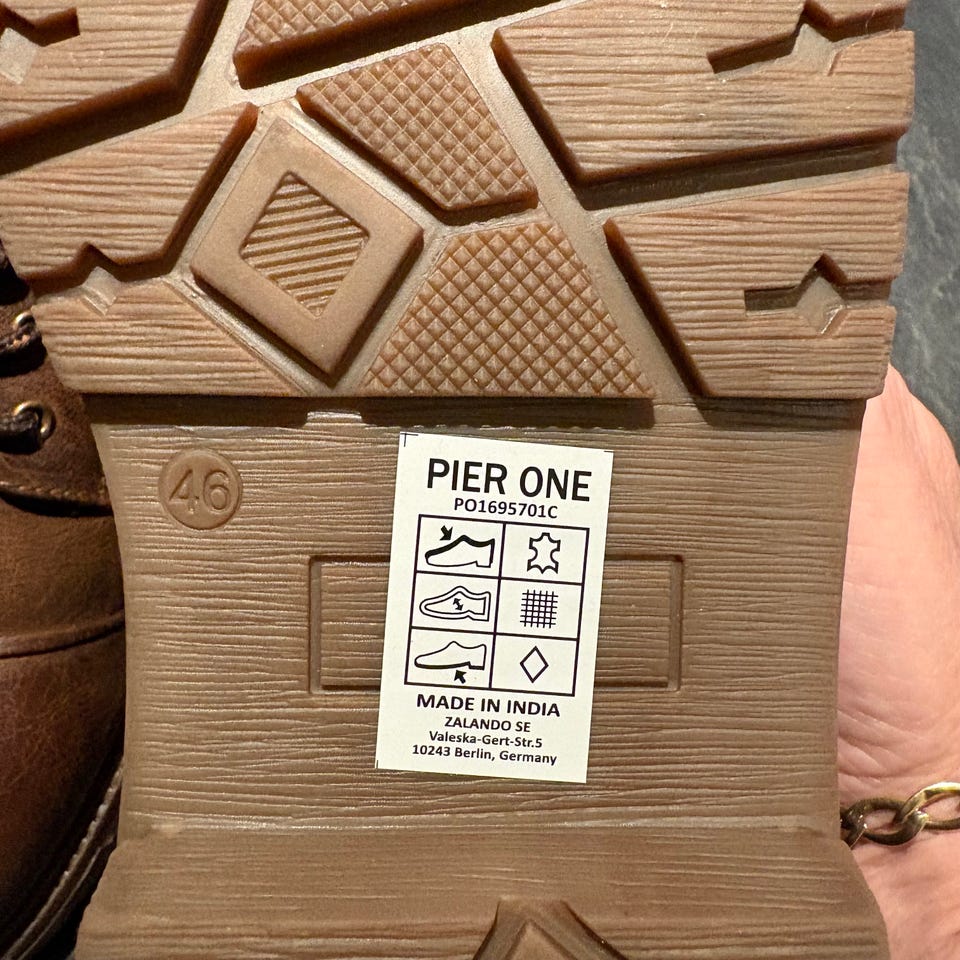 46
PIER ONE
PO1695701C
MADE IN INDIA
ZALANDO SE
Valeska-Gert-Str.5
10243 Berlin, Germany